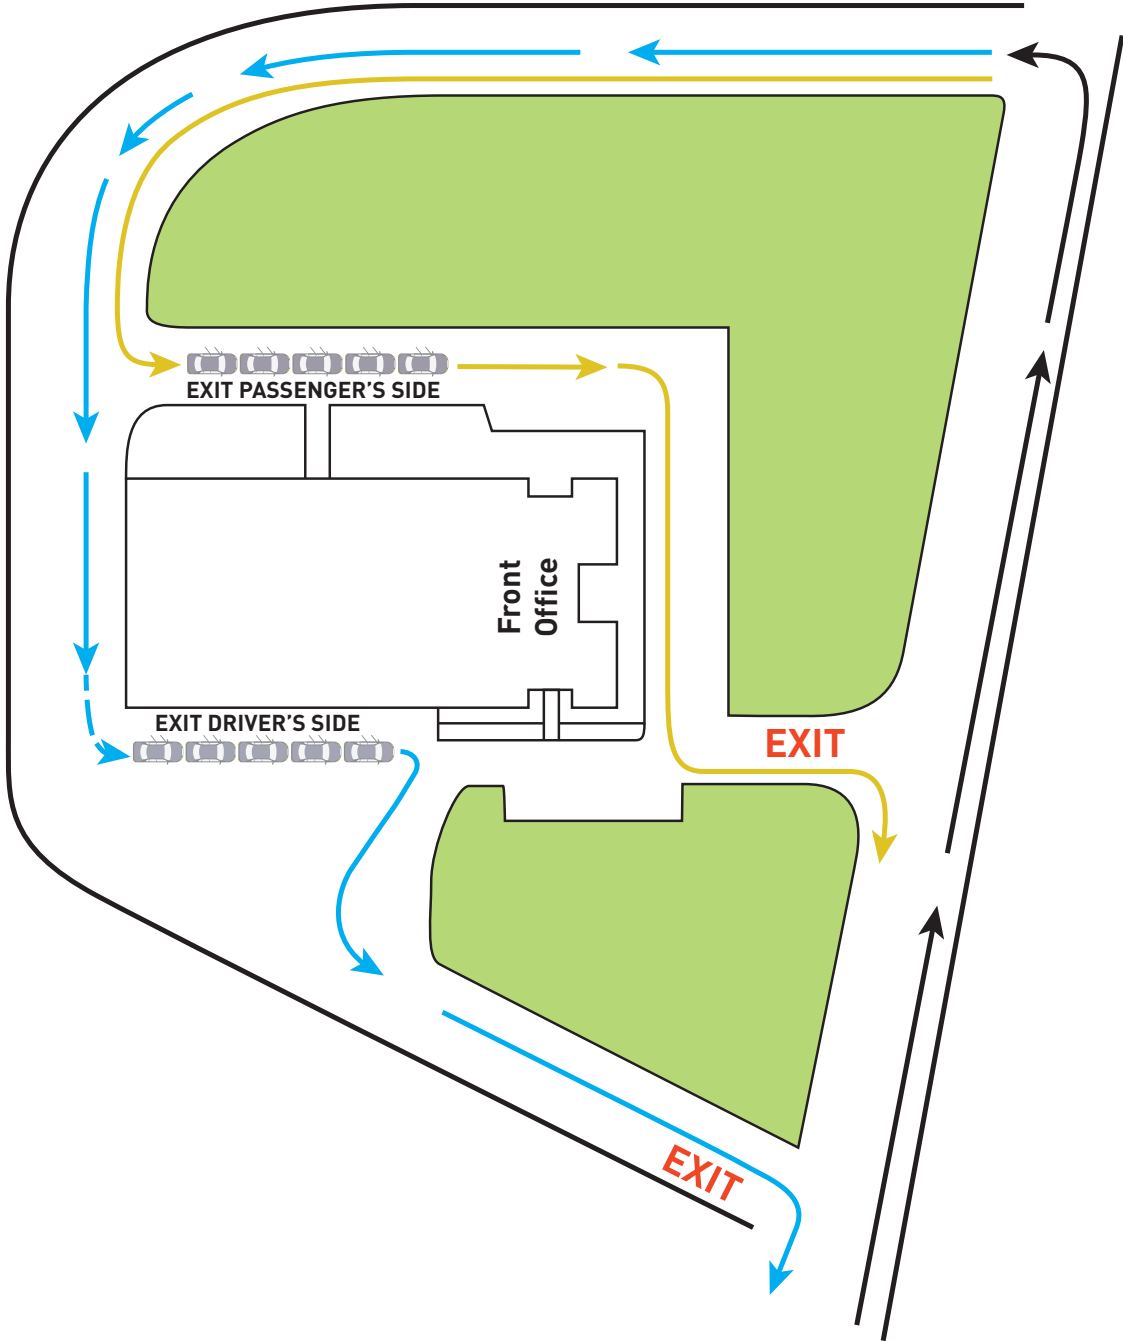 EXIT PASSENGER'S SIDE
Front
Office
EXIT DRIVER'S SIDE
EXIT
EXIT